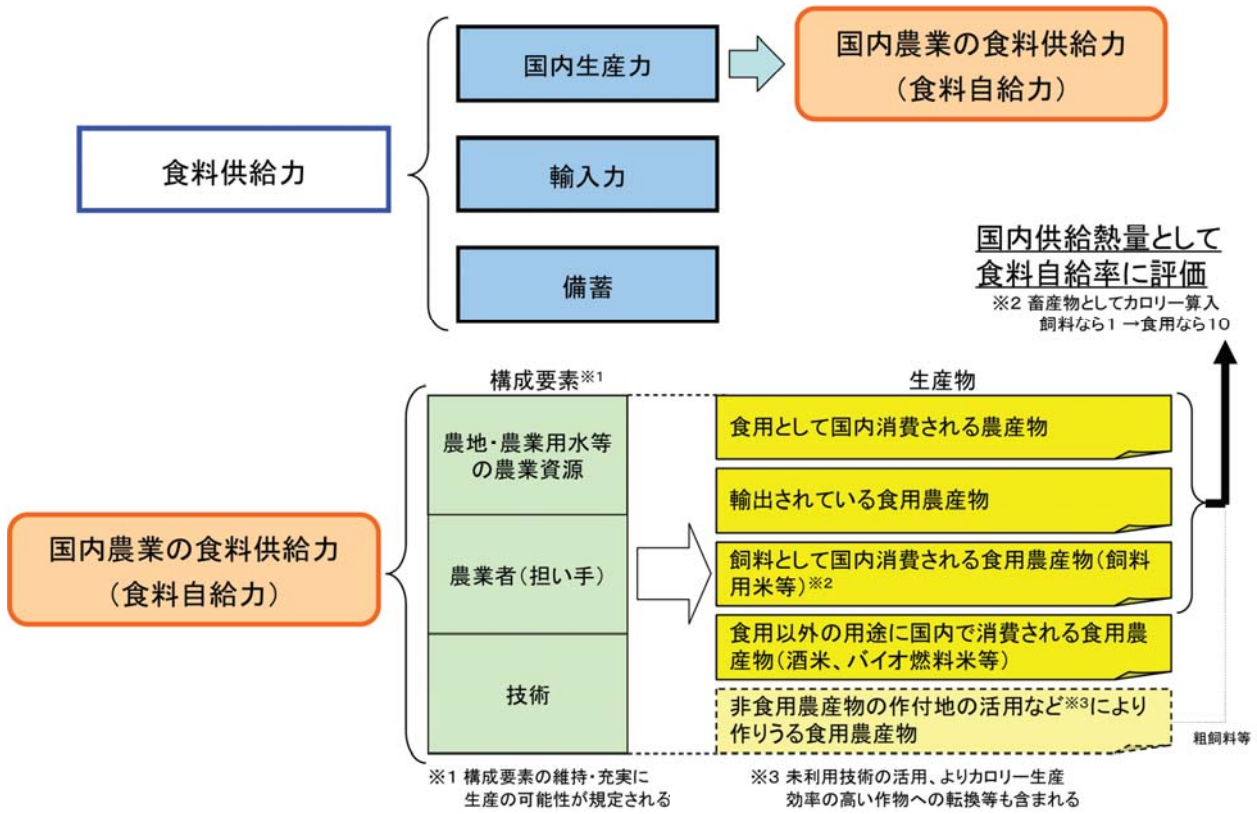 国内生産力
国内農業の食料供給力
(食料自給力)
食料供給力
輸入力
備蓄
国内供給熱量として
食料自給率に評価
※2 畜産物としてカロリー算入
飼料なら1 →食用なら10
構成要素※1
生産物
農地・農業用水等
の農業資源
農業者(担い手)
技術
国内農業の食料供給力
(食料自給力)
食用として国内消費される農産物
輸出されている食用農産物
飼料として国内消費される食用農産物(飼料
用米等)※2
食用以外の用途に国内で消費される食用農
産物(酒米、バイオ燃料米等)
非食用農産物の作付地の活用など※3により
作りうる食用農産物
粗飼料等
※1 構成要素の維持・充実に
生産の可能性が規定される
※3 未利用技術の活用、よりカロリー生産
効率の高い作物への転換等も含まれる